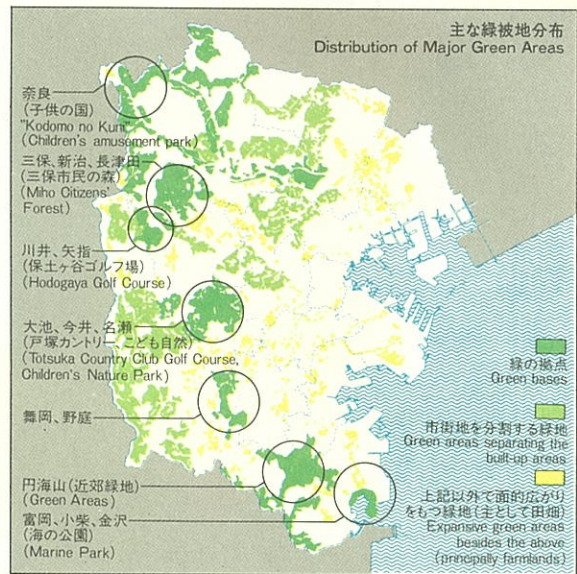 主な緑被地分布
Distribution of Major Green Areas
奈良
(子供の国)
"Kodomo no Kuni"
(Children's amusement park)
三保、新治、長津田
(三保市民の森)
(Miho Citizens'
Forest)
川井、矢指
(保土ヶ谷ゴルフ場)
(Hodogaya Golf Course)
大池、今井、名瀬
(戸塚カントリー、こども自然)
(Totsuka Country Club Golf Course,
Children's Nature Park)
舞岡、野庭
円海山(近郊緑地)
(Green Areas)
富岡、小柴、金沢
(海の公園)
(Marine Park)
緑の拠点
Green bases
市街地を分割する緑地
Green areas separating the
built-up areas
上記以外で面的広がり
をもつ緑地(主として田畑)
Expansive green areas
besides the above
(principally farmlands)